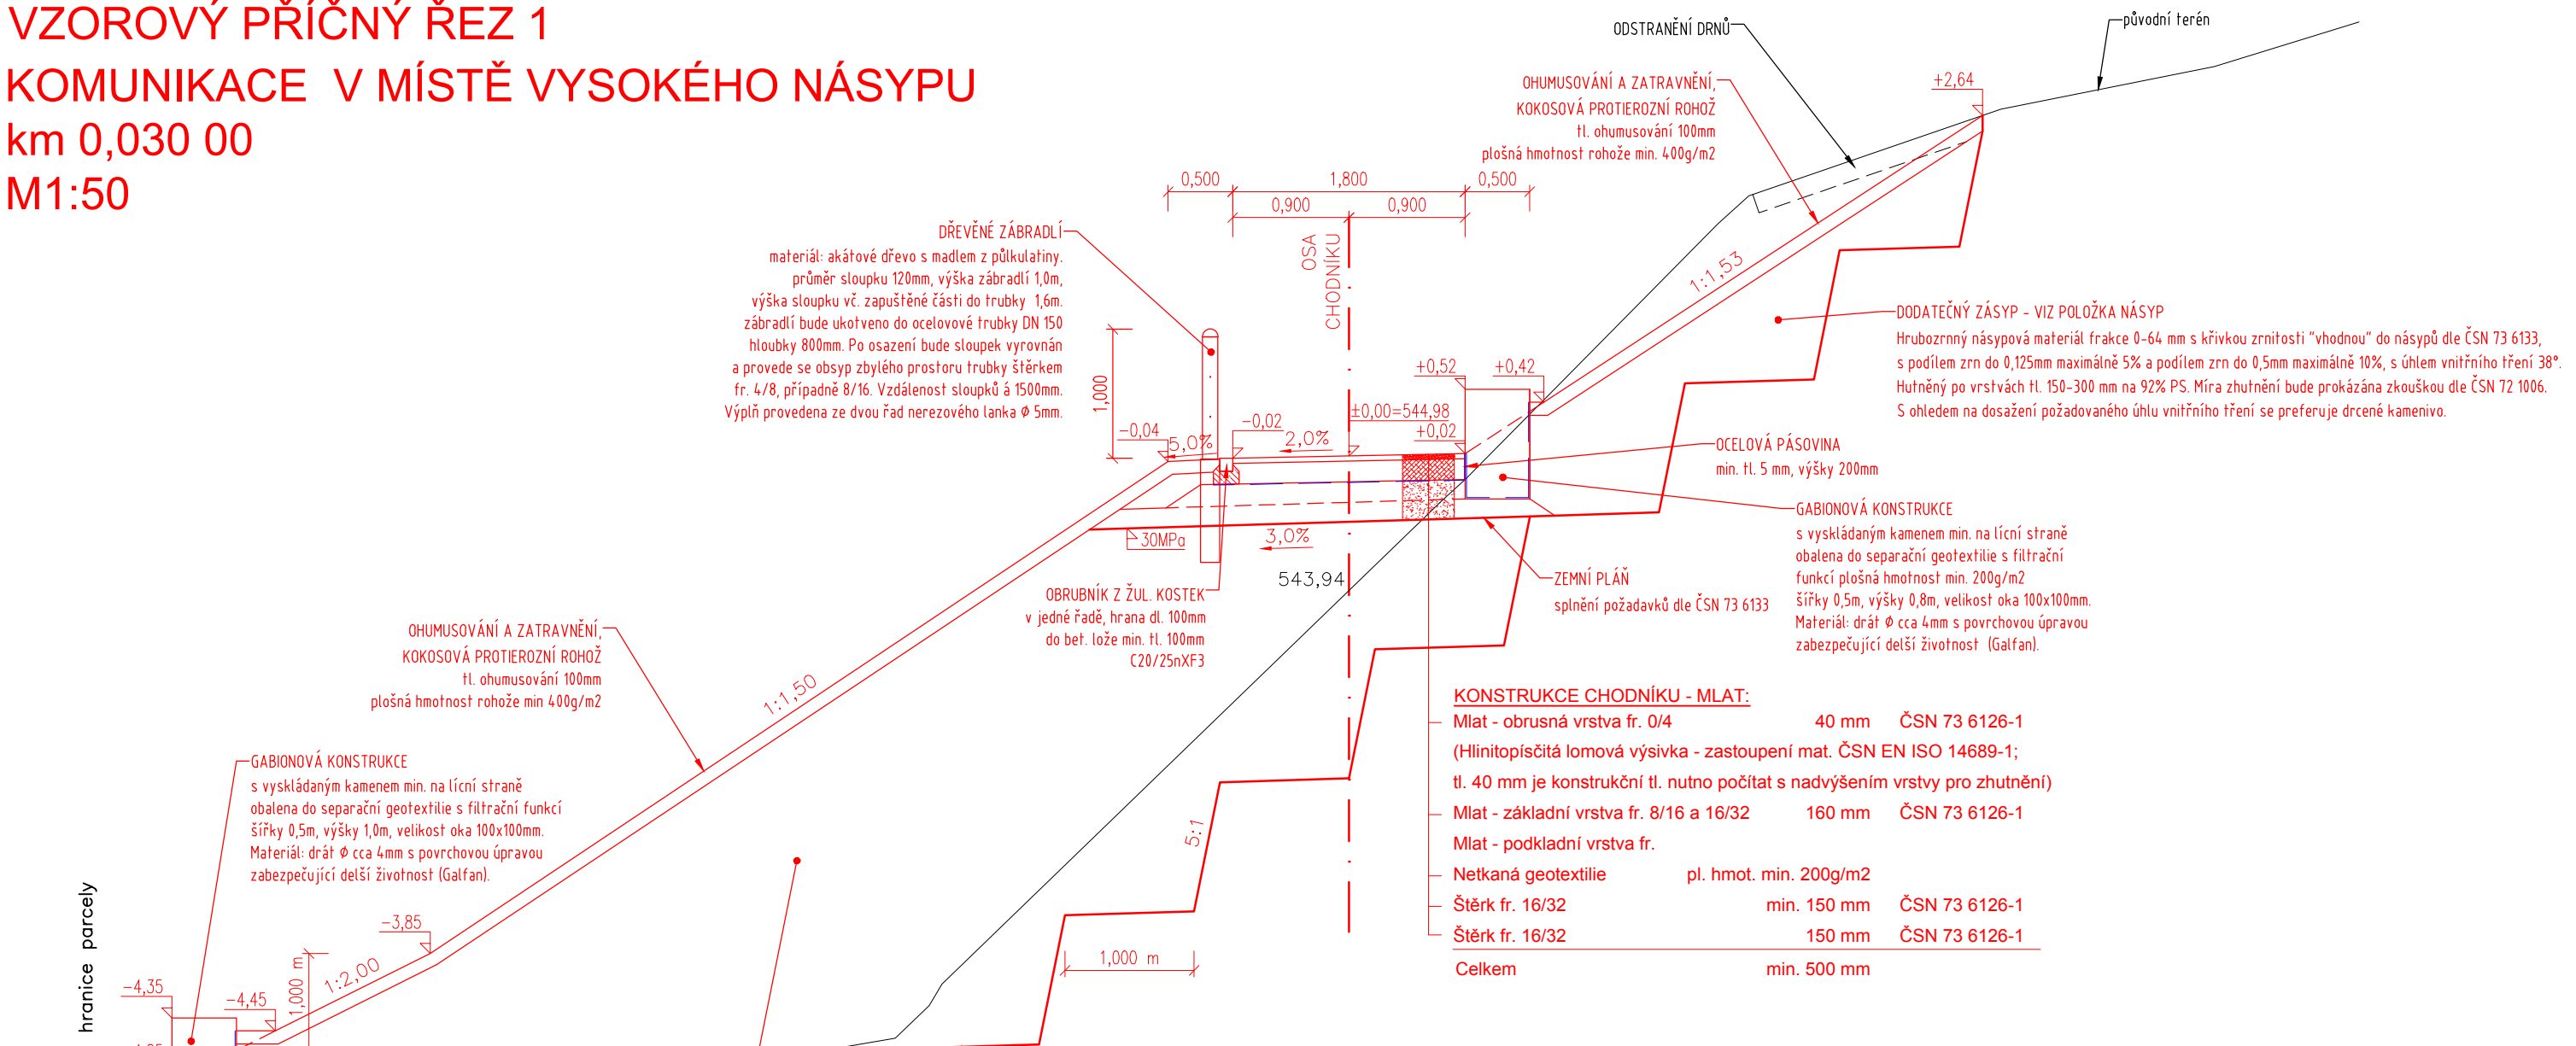 VZOROVÝ PŘÍČNÝ ŘEZ 1
KOMUNIKACE V MÍSTĚ VYSOKÉHO NÁSYPU
km 0,030 00
M1:50
ODSTRANĚNÍ DRNŮ
původní terén
OHUMUSOVÁNÍ A ZATRAVNĚNÍ,
KOKOSOVÁ PROTIEROZNÍ ROHOŽ
tl. ohumusování 100mm
plošná hmotnost rohože min. 400g/m2
+2,64
0,500
1,800
0,500
0,900
0,900
OSA
CHODNÍKU
DŘEVĚNÉ ZÁBRADLÍ
materiál: akátové dřevo s madlem z půlkulatiny.
průměr sloupku 120mm, výška zábradlí 1,0m,
výška sloupku vč. zapuštěné části do trubky 1,6m.
zábradlí bude ukotveno do ocelovové trubky DN 150
hloubky 800mm. Po osazení bude sloupek vyrovnán
a provede se obsyp zbylého prostoru trubky štěrkem
fr. 4/8, případně 8/16. Vzdálenost sloupků á 1500mm.
Výplň provedena ze dvou řad nerezového lanka Φ 5mm.
1,000
1:1,53
DODATEČNÝ ZÁSYP - VIZ POLOŽKA NÁSYP
Hrubozrnný násypová materiál frakce 0-64 mm s křivkou zrnitosti "vhodnou" do násypů dle ČSN 73 6133,
s podílem zrn do 0,125mm maximálně 5% a podílem zrn do 0,5mm maximálně 10%, s úhlem vnitřního tření 38°.
Hutněný po vrstvách tl. 150-300 mm na 92% PS. Míra zhutnění bude prokázána zkouškou dle ČSN 72 1006.
S ohledem na dosažení požadovaného úhlu vnitřního tření se preferuje drcené kamenivo.
+0,52
+0,42
±0,00=544,98
+0,02
-0,04
-0,02
5,0%
2,0%
OCELOVÁ PÁSOVINA
min. tl. 5 mm, výšky 200mm
30MPa
3,0%
543,94
GABIONOVÁ KONSTRUKCE
s vyskládaným kamenem min. na lícní straně
obalena do separační geotextilie s filtrační
funkcí plošná hmotnost min. 200g/m2
šířky 0,5m, výšky 0,8m, velikost oka 100x100mm.
Materiál: drát Φ cca 4mm s povrchovou úpravou
zabezpečující delší životnost (Galfan).
ZEMNÍ PLÁŇ
splnění požadavků dle ČSN 73 6133
OBRUBNÍK Z ŽUL. KOSTEK
v jedné řadě, hrana dl. 100mm
do bet. lože min. tl. 100mm
C20/25nXF3
OHUMUSOVÁNÍ A ZATRAVNĚNÍ,
KOKOSOVÁ PROTIEROZNÍ ROHOŽ
tl. ohumusování 100mm
plošná hmotnost rohože min 400g/m2
1:1,50
GABIONOVÁ KONSTRUKCE
s vyskládaným kamenem min. na lícní straně
obalena do separační geotextilie s filtrační funkcí
šířky 0,5m, výšky 1,0m, velikost oka 100x100mm.
Materiál: drát Φ cca 4mm s povrchovou úpravou
zabezpečující delší životnost (Galfan).
KONSTRUKCE CHODNÍKU - MLAT:
Mlat - obrusná vrstva fr. 0/4 40 mm ČSN 73 6126-1
(Hlinitopísčitá lomová výsivka - zastoupení mat. ČSN EN ISO 14689-1;
tl. 40 mm je konstrukční tl. nutno počítat s nadvýšením vrstvy pro zhutnění)
Mlat - základní vrstva fr. 8/16 a 16/32 160 mm ČSN 73 6126-1
Mlat - podkladní vrstva fr.
Netkaná geotextilie pl. hmot. min. 200g/m2
Štěrk fr. 16/32 min. 150 mm ČSN 73 6126-1
Štěrk fr. 16/32 150 mm ČSN 73 6126-1
Celkem min. 500 mm
5:1
1,000 m
hranice parcely
-3,85
1:2,00
1,000 m
-4,35
-4,45